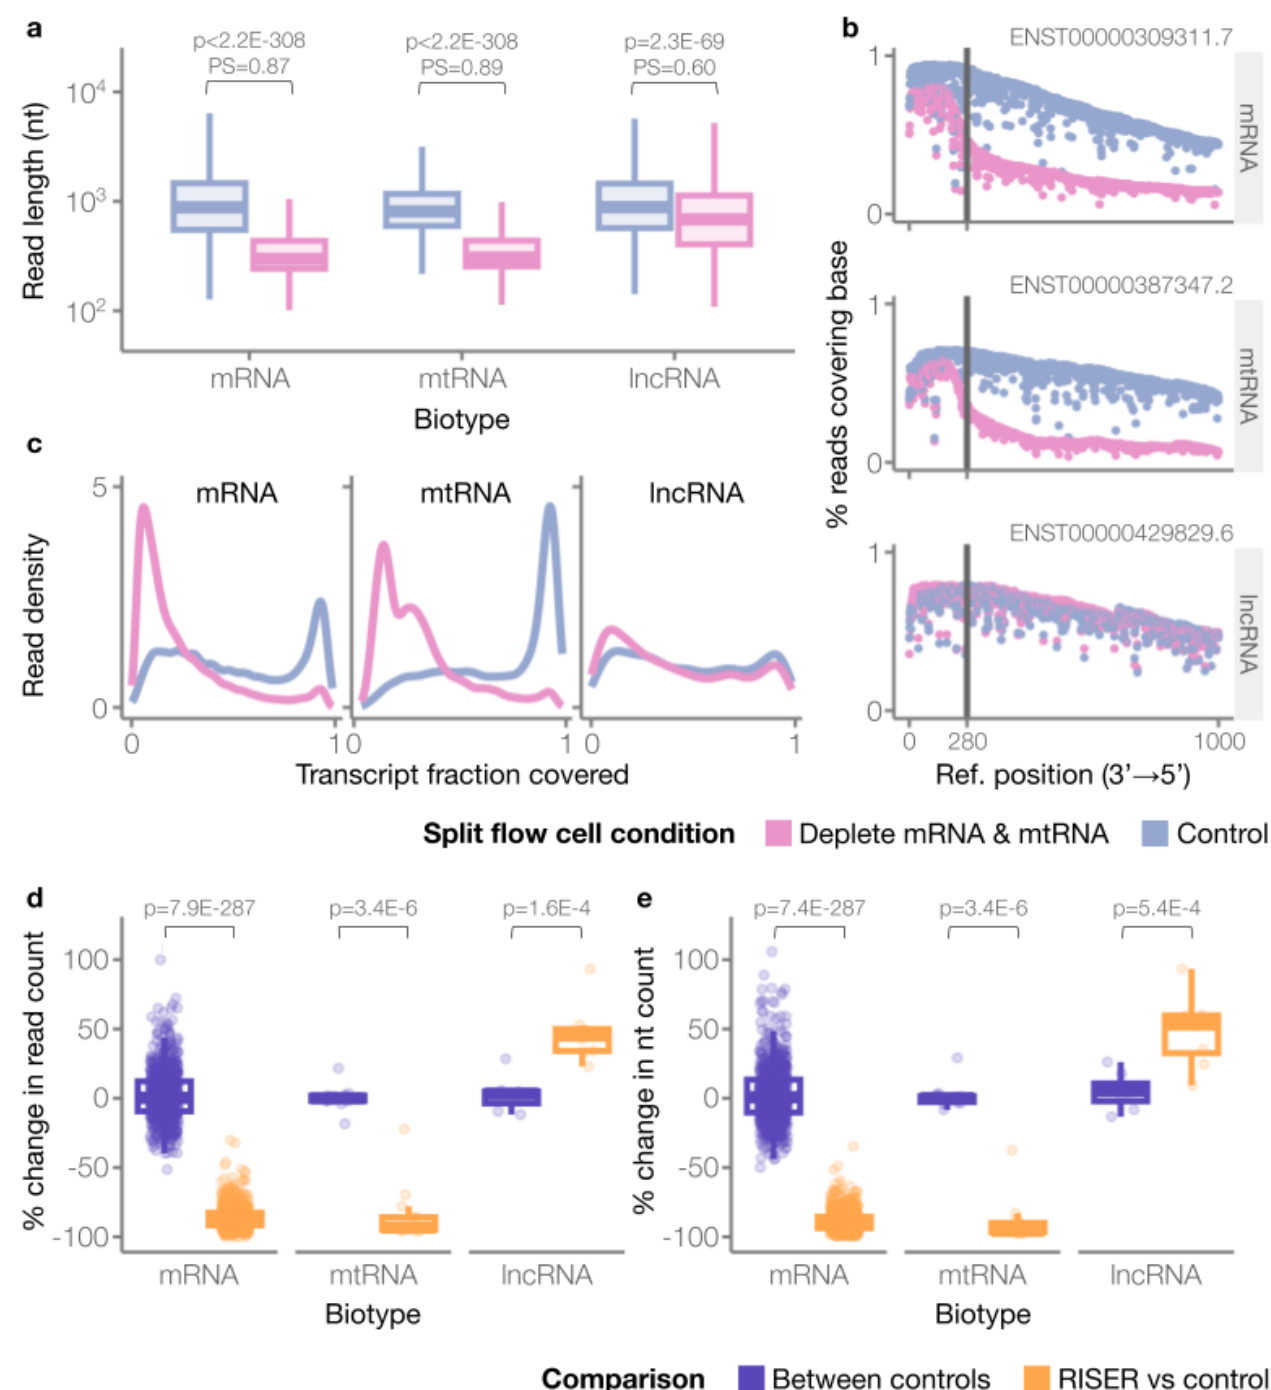 a
p<2.2E-308 p<2.2E-308 p=2.3E-69
PS=0.87 PS=0.89 PS=0.60
Read length (nt)
10⁴
10³
10²
mRNA mtRNA lncRNA
Biotype
b
ENST00000309311.7
1
0
mRNA
ENST00000387347.2
1
0
mtRNA
ENST00000429829.6
1
0
lncRNA
% reads covering base
0 280 1000
Ref. position (3'→5')
c
Read density
mRNA mtRNA lncRNA
5
0
0 1 0 1 0 1
Transcript fraction covered
Split flow cell condition Deplete mRNA & mtRNA Control
d
p=7.9E-287 p=3.4E-6 p=1.6E-4
% change in read count
100
50
0
-50
-100
mRNA mtRNA lncRNA
Biotype
e
p=7.4E-287 p=3.4E-6 p=5.4E-4
% change in nt count
100
50
0
-50
-100
mRNA mtRNA lncRNA
Biotype
Comparison Between controls RISER vs control